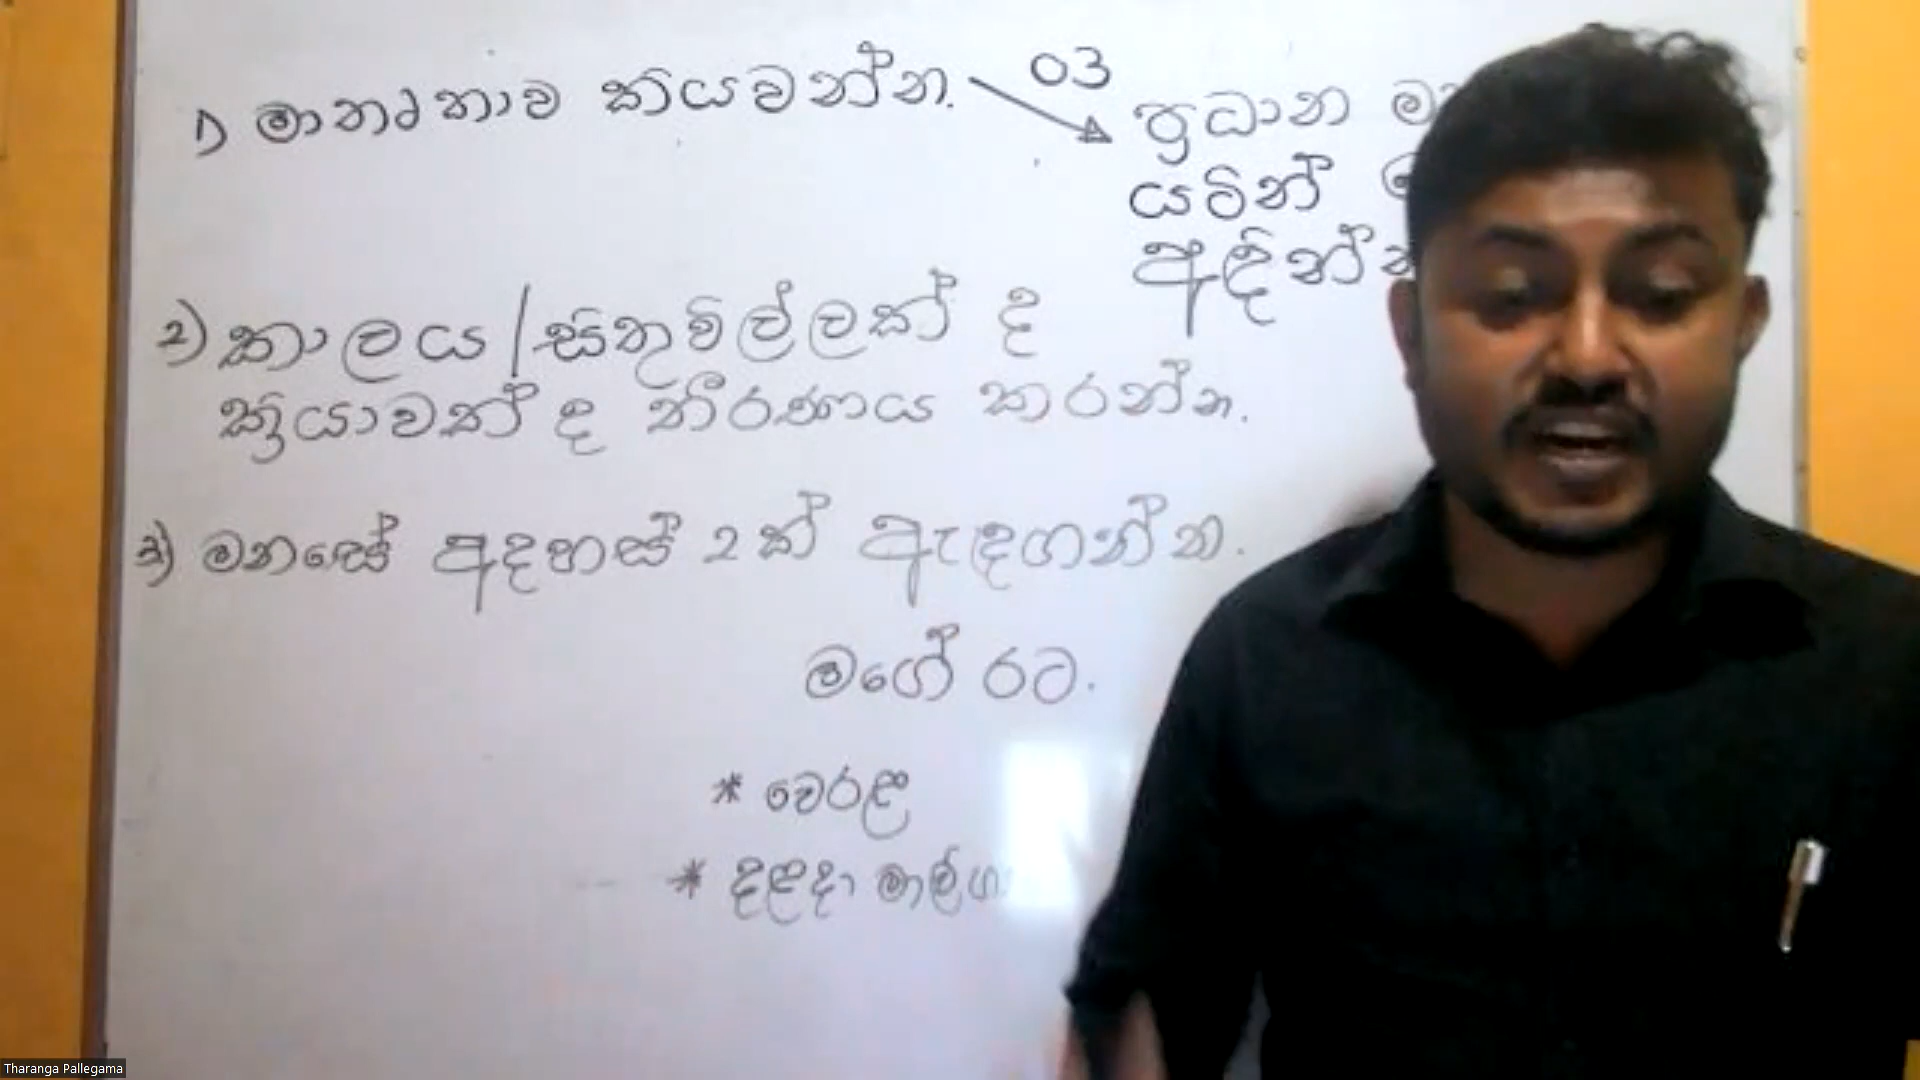 1) මාතෘකාව කියවන්න. 03
ප්‍රධාන
යටින්
2) කාලය / සිතුවිල්ලක් ද
ක්‍රියාවක් ද තීරණය කරන්න.
3) මනසේ අදහස් 2ක් ඇඳගන්න.
මගේ රට.
* වෙරළ
* දළදා
Tharanga Pallegama